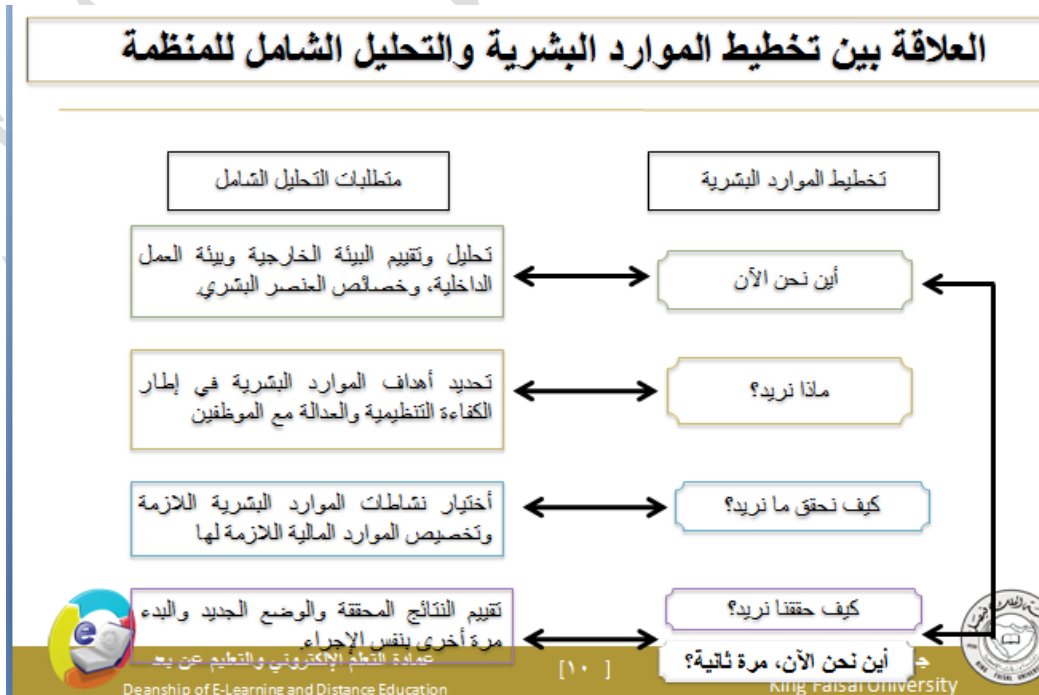 العلاقة بين تخطيط الموارد البشرية والتحليل الشامل للمنظمة
تخطيط الموارد البشرية
متطلبات التحليل الشامل
أين نحن الآن
تحليل وتقييم البيئة الخارجية وبيئة العمل
الداخلية، وخصائص العنصر البشري.
ماذا نريد؟
تحديد أهداف الموارد البشرية في إطار
الكفاءة التنظيمية والعدالة مع الموظفين
كيف نحقق ما نريد؟
أختيار نشاطات الموارد البشرية اللازمة
وتخصيص الموارد المالية اللازمة لها
كيف حققنا نريد؟
أين نحن الآن، مرة ثانية؟
تقييم النتائج المحققة والوضع الجديد والبدء
مرة أخرى بنفس الإجراء.
[١٠ ]
عمادة التعلم الإلكتروني والتعليم عن بعد
Deanship of E-Learning and Distance Education
King Faisal University